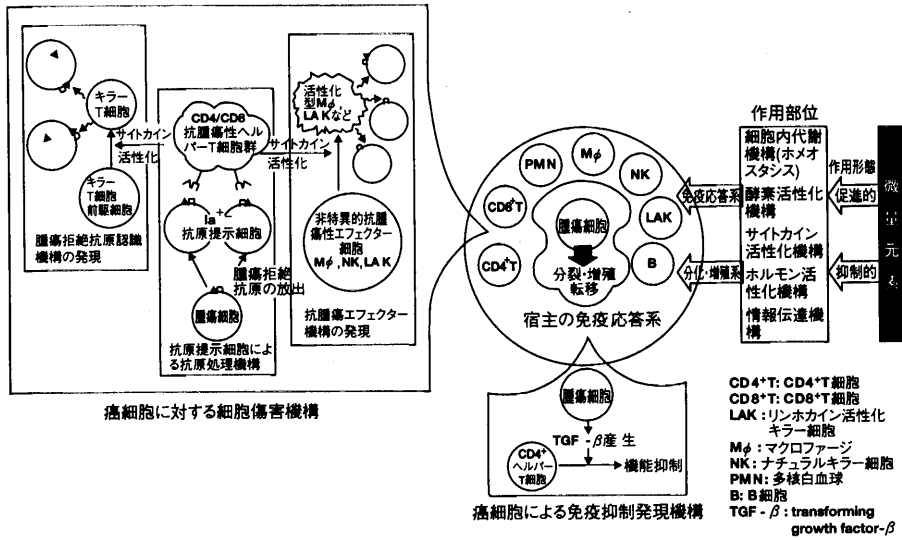 キラー
T細胞
サイトカイン
活性化
キラー
T細胞
前駆細胞
腫瘍拒絶抗原認識
機構の発現
CD4/CD8
抗腫瘍性ヘル
パーT細胞群
Ia
抗原提示細胞
腫瘍拒絶
抗原の放出
腫瘍細胞
抗原提示細胞によ
る抗原処理機構
サイトカイン
活性化
活性化
型Mφ,
LAKなど
非特異的抗腫
瘍性エフェクター
細胞
Mφ,NK,LAK
抗腫瘍エフェクター
機構の発現
癌細胞に対する細胞傷害機構
PMN
Mφ
NK
CD8+T
LAK
CD4+T
B
腫瘍細胞
分裂・増殖
転移
宿主の免疫応答系
免疫応答系
分化・増殖系
作用部位
細胞内代謝
機構(ホメオ
スタシス)
酵素活性化
機構
サイトカイン
活性化機構
ホルモン活
性化機構
情報伝達機
構
作用形態
促進的
抑制的
微量元素
腫瘍細胞
TGF-β産生
CD4+
ヘルパー
T細胞
機能抑制
癌細胞による免疫抑制発現機構
CD4+T: CD4+T細胞
CD8+T: CD8+T細胞
LAK:リンホカイン活性化
キラー細胞
Mφ:マクロファージ
NK:ナチュラルキラー細胞
PMN:多核白血球
B: B細胞
TGF-β: transforming
growth factor-β